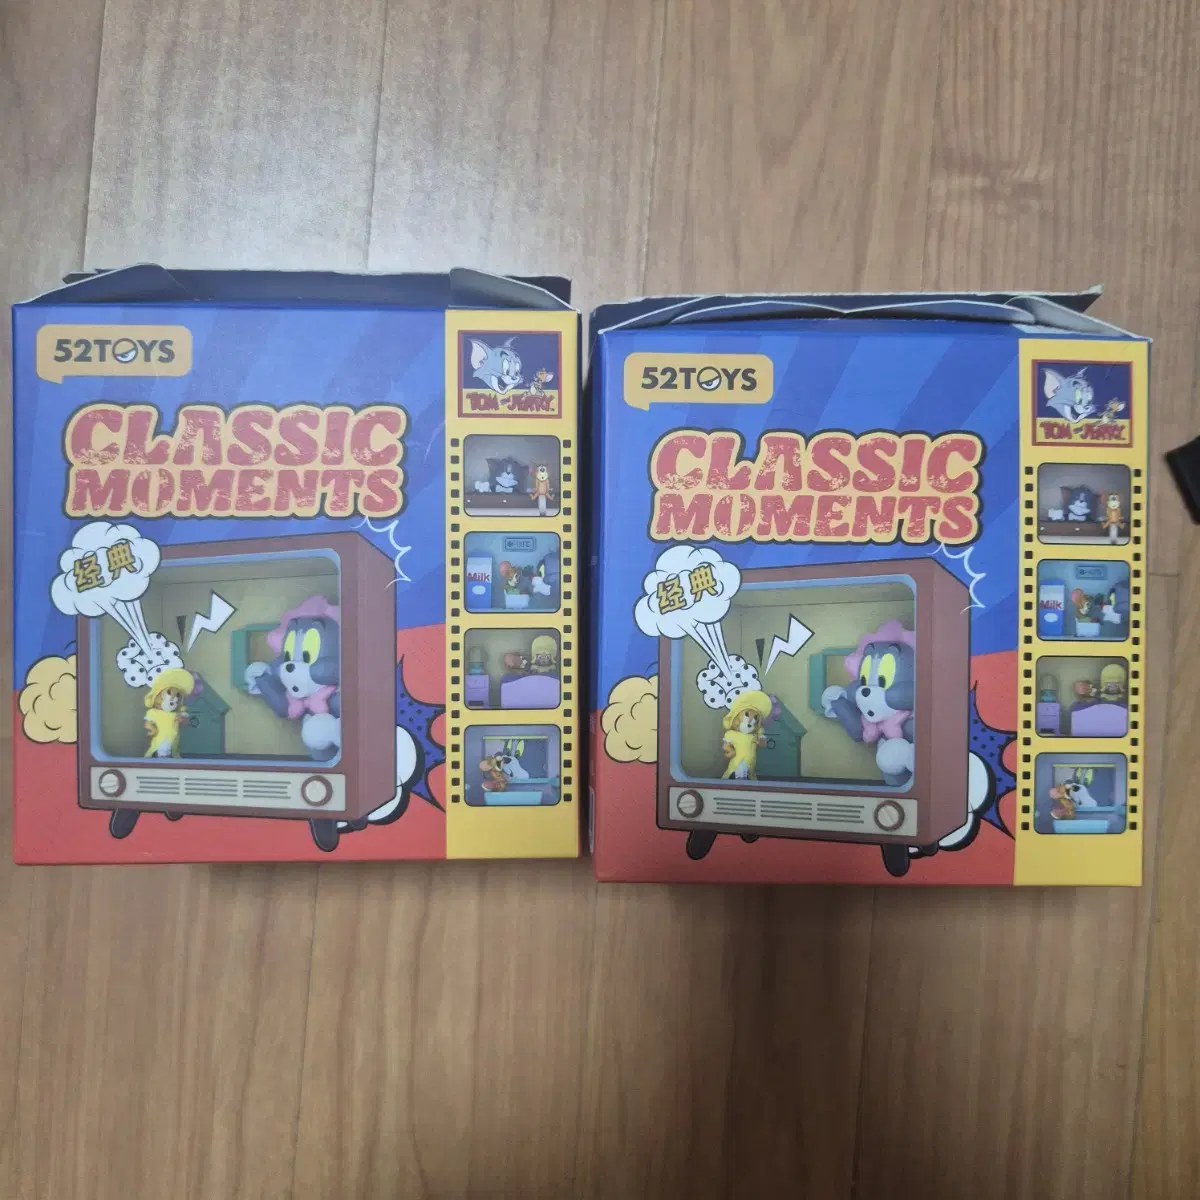 52TOYS
TOM AND JERRY
CLASSIC
MOMENTS
经典
Milk
52TOYS
TOM AND JERRY
CLASSIC
MOMENTS
经典
Milk